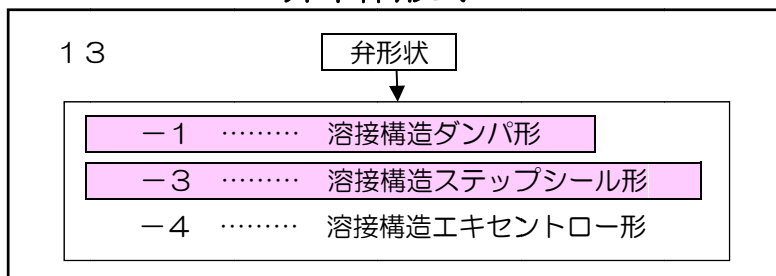 １３
弁形状
－１ ……… 溶接構造ダンパ形
－３ ……… 溶接構造ステップシール形
－４ ……… 溶接構造エキセントロー形